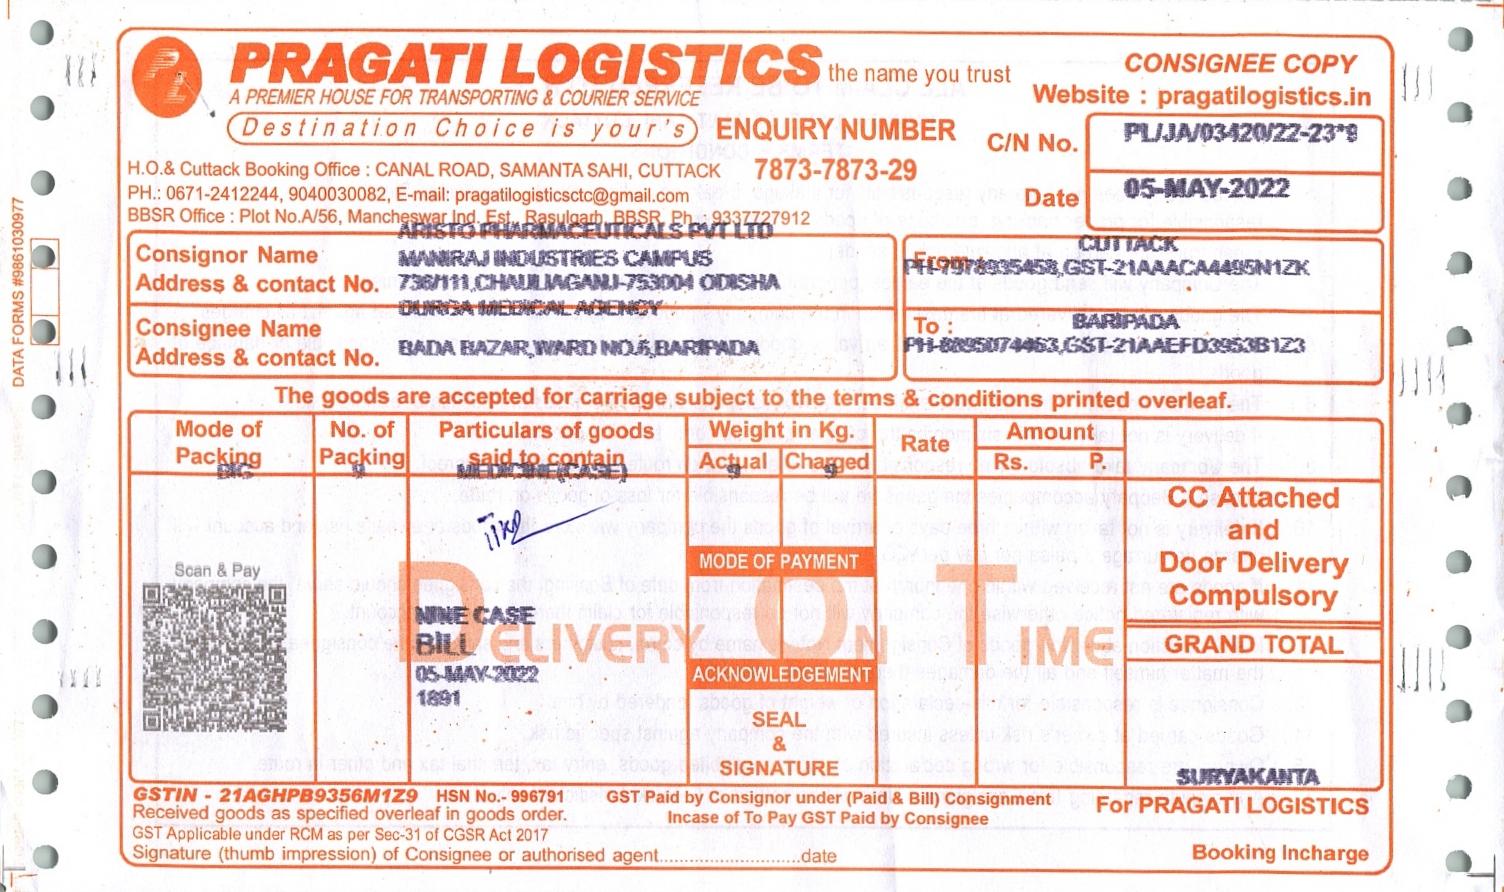 PRAGATI LOGISTICS the name you trust
A PREMIER HOUSE FOR TRANSPORTING & COURIER SERVICE
Destination Choice is your's
H.O.& Cuttack Booking Office : CANAL ROAD, SAMANTA SAHI, CUTTACK
PH.: 0671-2412244, 9040030082, E-mail: pragatilogisticsctc@gmail.com
BBSR Office : Plot No.A/56, Mancheswar Ind. Est., Rasulgarh, BBSR, Ph : 9337727912
ENQUIRY NUMBER
7873-7873-29
CONSIGNEE COPY
Website : pragatilogistics.in
C/N No. PL/JA/03420/22-23*9
Date 05-MAY-2022
DATA FORMS #9861030977
Consignor Name
Address & contact No.
ARISTO PHARMACEUTICALS PVT LTD
MANIRAJ INDUSTRIES CAMPUS
736/111,CHAULIAGANJ-753004 ODISHA
From :
CUTTACK
PH-7978935458,GST-21AAACA4495N1ZK
Consignee Name
Address & contact No.
DURGA MEDICAL AGENCY
BADA BAZAR,WARD NO.6,BARIPADA
To :
BARIPADA
PH-8895074463,GST-21AAEFD3953B1Z3
The goods are accepted for carriage subject to the terms & conditions printed overleaf.
Mode of Packing
No. of Packing
Particulars of goods said to contain
Weight in Kg.
Actual Charged
Rate
Amount
Rs. P.
BIG 9 MEDICINE(CASE) 9 9
CC Attached
and
Door Delivery
Compulsory
GRAND TOTAL
Scan & Pay
MODE OF PAYMENT
DELIVERY ON TIME
NINE CASE
BILL
05-MAY-2022
1891
ACKNOWLEDGEMENT
SEAL
&
SIGNATURE
SURYAKANTA
GSTIN - 21AGHPB9356M1Z9 HSN No.- 996791
Received goods as specified overleaf in goods order.
GST Applicable under RCM as per Sec-31 of CGSR Act 2017
Signature (thumb impression) of Consignee or authorised agent..............................date
GST Paid by Consignor under (Paid & Bill) Consignment
Incase of To Pay GST Paid by Consignee
For PRAGATI LOGISTICS
Booking Incharge